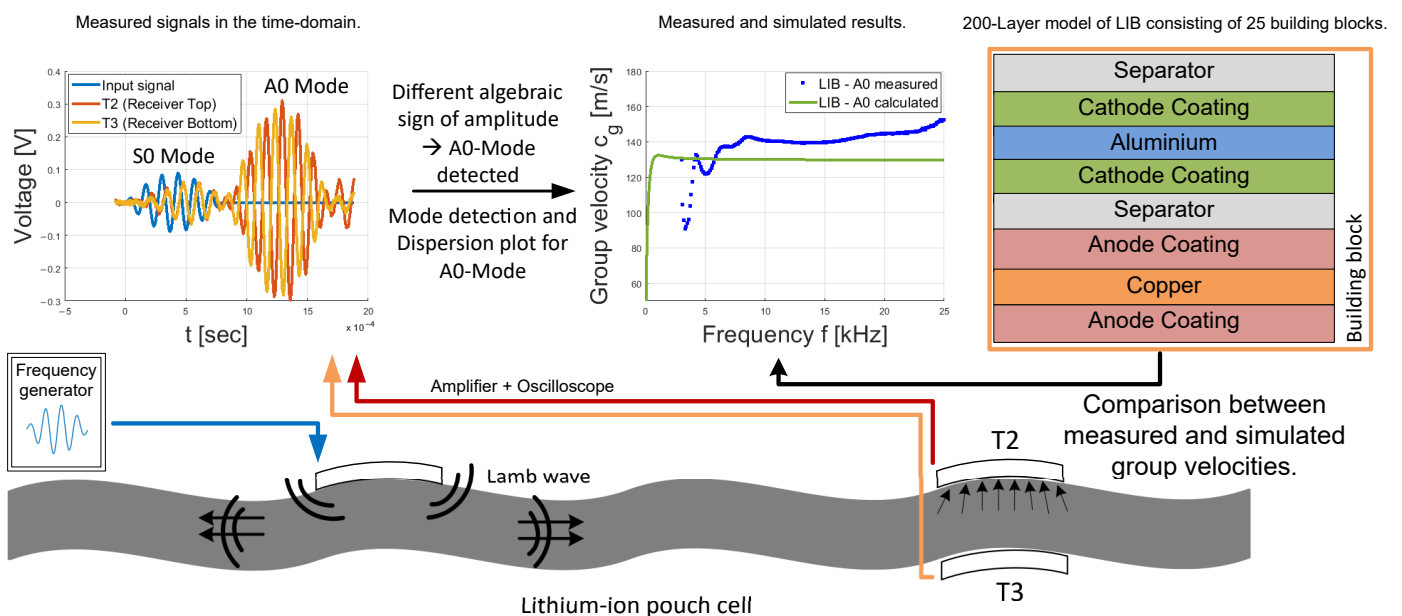 Measured signals in the time-domain.
Measured and simulated results.
200-Layer model of LIB consisting of 25 building blocks.
Input signal
T2 (Receiver Top)
T3 (Receiver Bottom)
A0 Mode
S0 Mode
Voltage [V]
0.4
0.3
0.2
0.1
0
−0.1
−0.2
−0.3
−5
0
5
10
15
20
x 10⁻⁴
t [sec]
Different algebraic
sign of amplitude
→ A0-Mode
detected
Mode detection and
Dispersion plot for
A0-Mode
LIB - A0 measured
LIB - A0 calculated
Group velocity c_g [m/s]
180
160
140
120
100
80
60
0
5
10
15
20
25
Frequency f [kHz]
Separator
Cathode Coating
Aluminium
Cathode Coating
Separator
Anode Coating
Copper
Anode Coating
Building block
Frequency
generator
Amplifier + Oscilloscope
Comparison between
measured and simulated
group velocities.
Lamb wave
T2
T3
Lithium-ion pouch cell